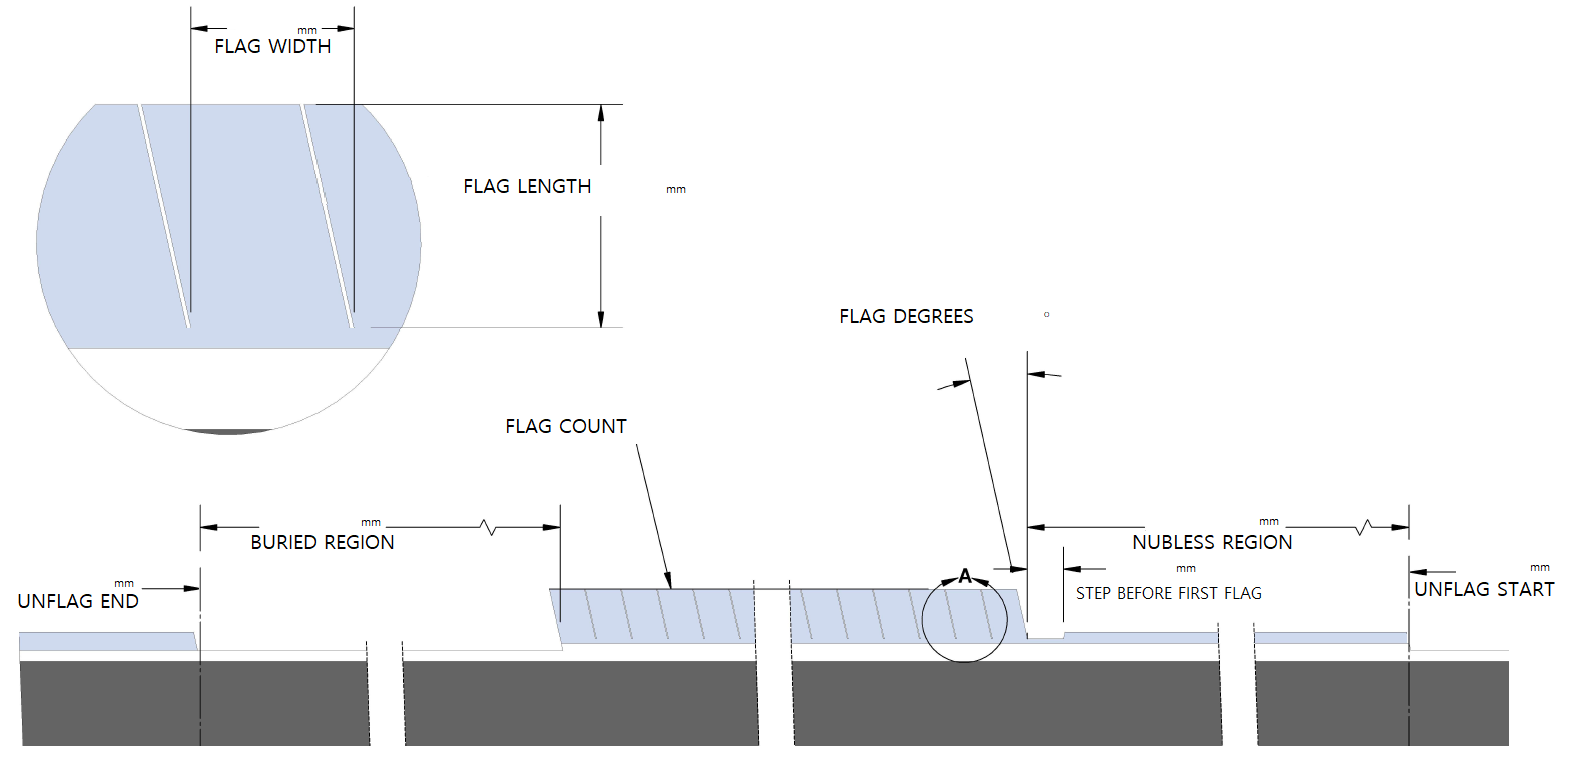 mm
FLAG WIDTH
FLAG LENGTH
mm
FLAG DEGREES
o
FLAG COUNT
mm
BURIED REGION
mm
NUBLESS REGION
mm
UNFLAG END
A
mm
STEP BEFORE FIRST FLAG
mm
UNFLAG START